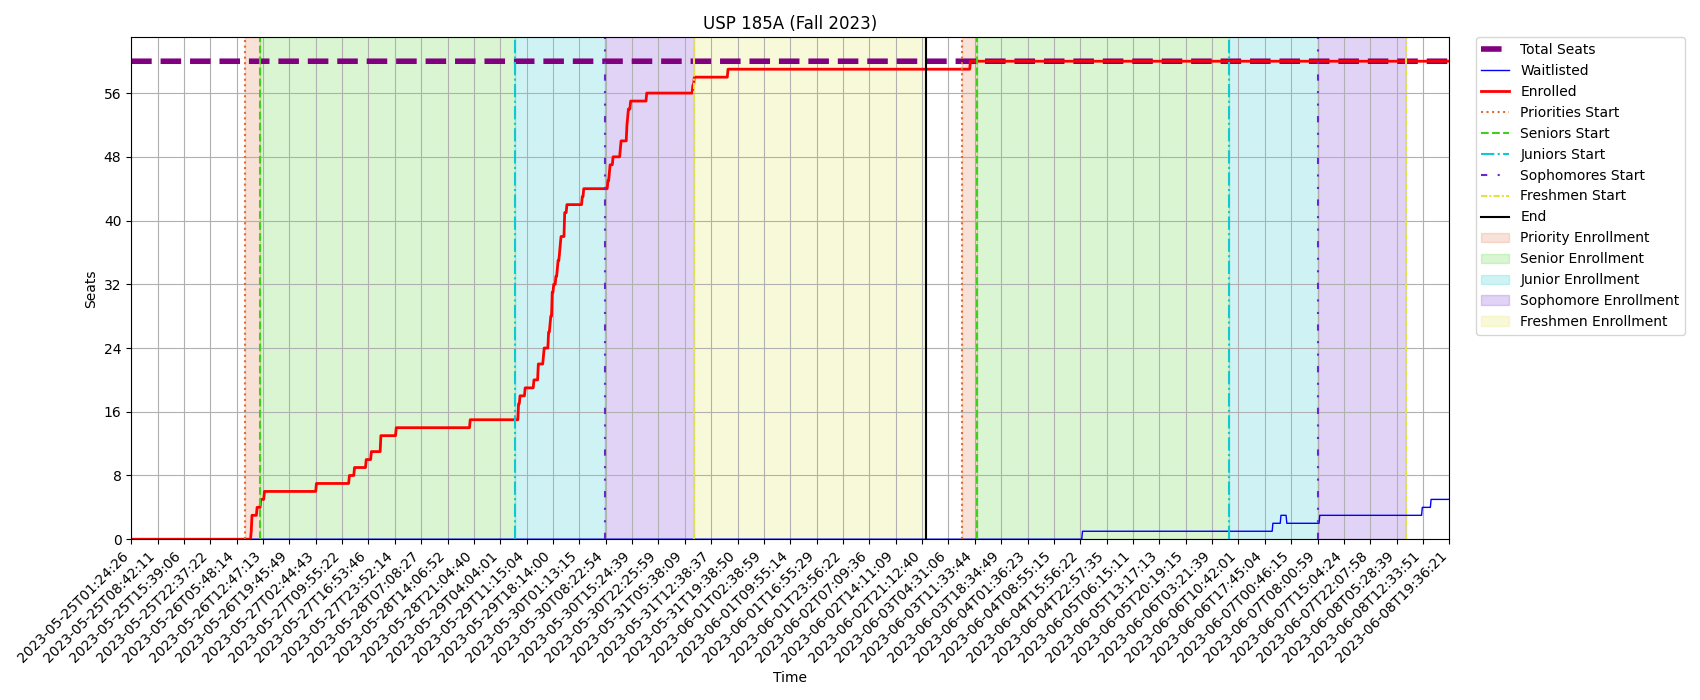 USP 185A (Fall 2023)
Total Seats
Waitlisted
Enrolled
Priorities Start
Seniors Start
Juniors Start
Sophomores Start
Freshmen Start
End
Priority Enrollment
Senior Enrollment
Junior Enrollment
Sophomore Enrollment
Freshmen Enrollment
Seats
56
48
40
32
24
16
8
0
2023-05-25T01:24:26
2023-05-25T08:42:11
2023-05-25T15:39:06
2023-05-25T22:37:22
2023-05-26T05:48:14
2023-05-26T12:47:13
2023-05-26T19:45:49
2023-05-27T02:44:43
2023-05-27T09:55:22
2023-05-27T16:53:46
2023-05-27T23:52:14
2023-05-28T07:08:27
2023-05-28T14:06:52
2023-05-28T21:04:40
2023-05-29T04:04:01
2023-05-29T11:15:04
2023-05-29T18:14:00
2023-05-30T01:13:15
2023-05-30T08:22:54
2023-05-30T15:24:39
2023-05-30T22:25:59
2023-05-31T05:38:09
2023-05-31T12:38:37
2023-05-31T19:38:50
2023-06-01T02:38:59
2023-06-01T09:55:14
2023-06-01T16:55:29
2023-06-01T23:56:22
2023-06-02T07:09:36
2023-06-02T14:11:09
2023-06-02T21:12:40
2023-06-03T04:31:06
2023-06-03T11:33:44
2023-06-03T18:34:49
2023-06-04T01:36:23
2023-06-04T08:55:15
2023-06-04T15:56:22
2023-06-04T22:57:35
2023-06-05T06:15:11
2023-06-05T13:17:13
2023-06-05T20:19:15
2023-06-06T03:21:39
2023-06-06T10:42:01
2023-06-06T17:45:04
2023-06-07T00:46:15
2023-06-07T08:00:59
2023-06-07T15:04:24
2023-06-07T22:07:58
2023-06-08T05:28:39
2023-06-08T12:33:51
2023-06-08T19:36:21
Time